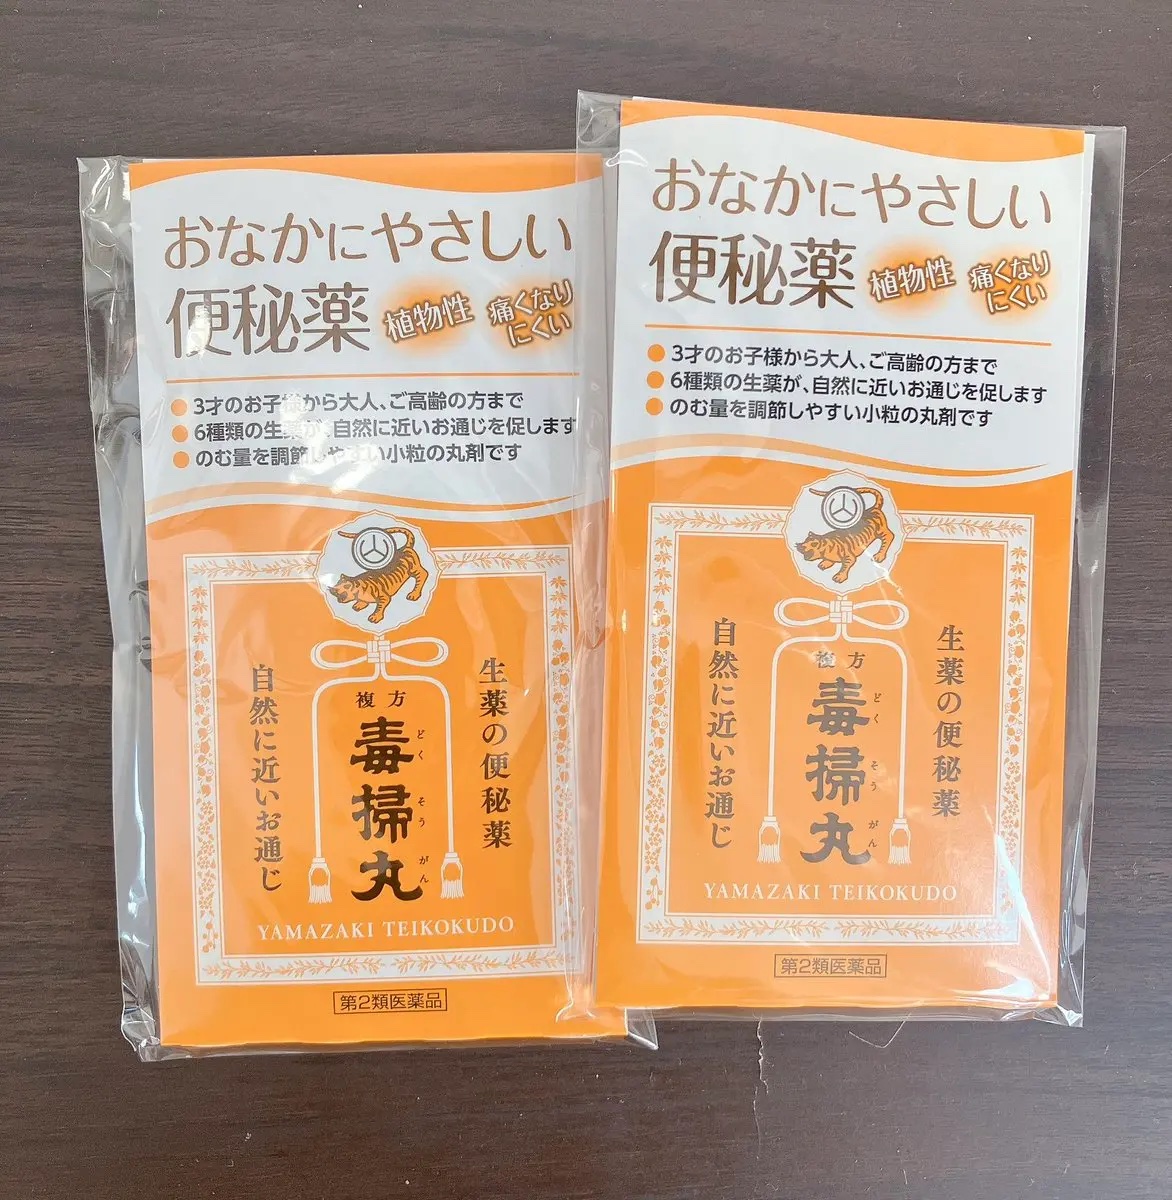 おなかにやさしい
便秘薬
植物性
痛くなり
にくい
● 3才のお子様から大人、ご高齢の方まで
● 6種類の生薬が、自然に近いお通じを促します
● のむ量を調節しやすい小粒の丸剤です
生薬の便秘薬
複方
毒掃丸
どくそうがん
自然に近いお通じ
YAMAZAKI TEIKOKUDO
第2類医薬品
おなかにやさしい
便秘薬
植物性
痛くなり
にくい
● 3才のお子様から大人、ご高齢の方まで
● 6種類の生薬が、自然に近いお通じを促します
● のむ量を調節しやすい小粒の丸剤です
生薬の便秘薬
複方
毒掃丸
どくそうがん
自然に近いお通じ
YAMAZAKI TEIKOKUDO
第2類医薬品